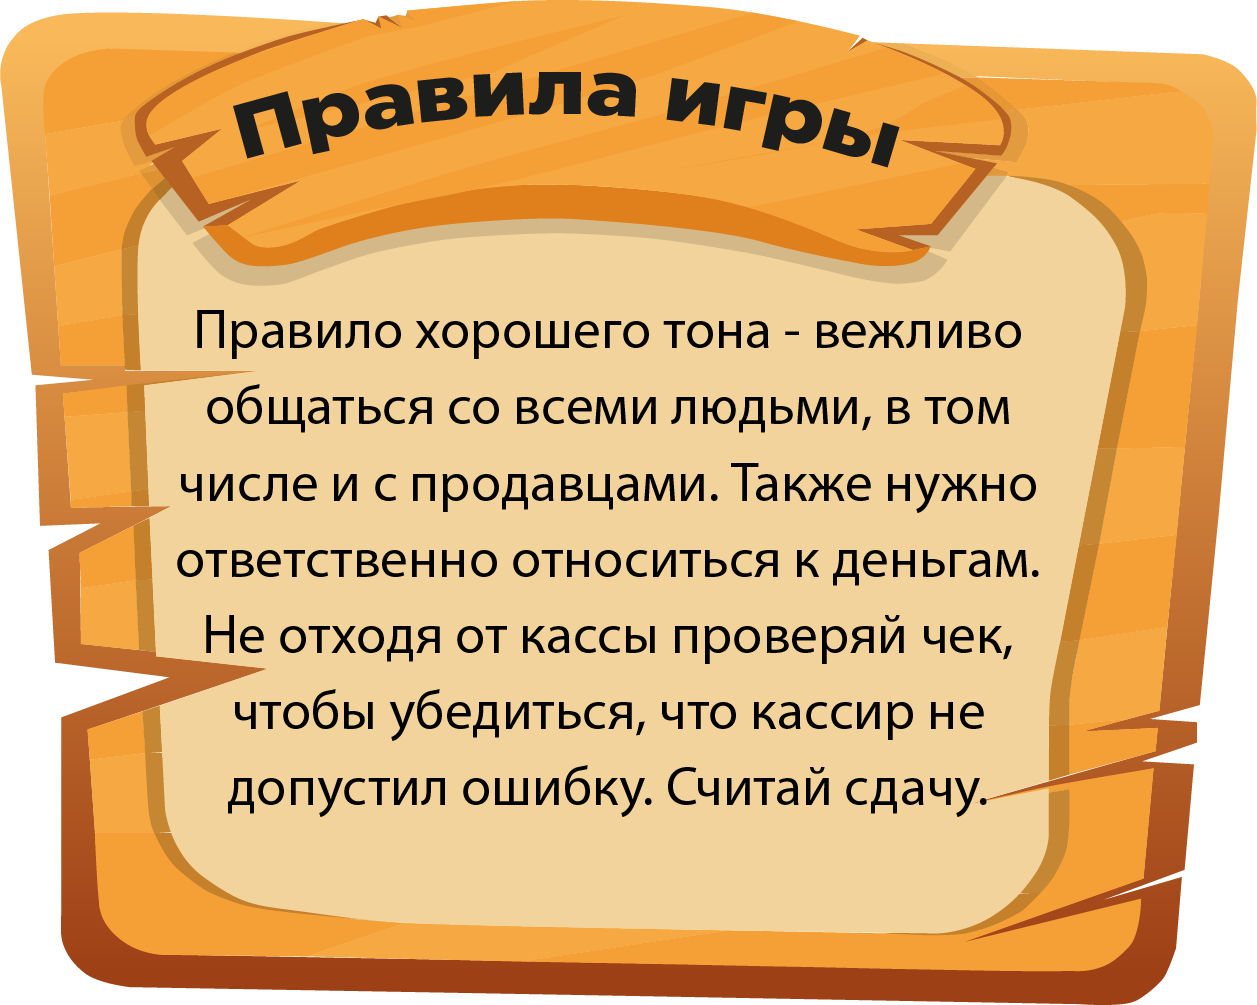 Правила игры
Правило хорошего тона - вежливо
общаться со всеми людьми, в том
числе и с продавцами. Также нужно
ответственно относиться к деньгам.
Не отходя от кассы проверяй чек,
чтобы убедиться, что кассир не
допустил ошибку. Считай сдачу.